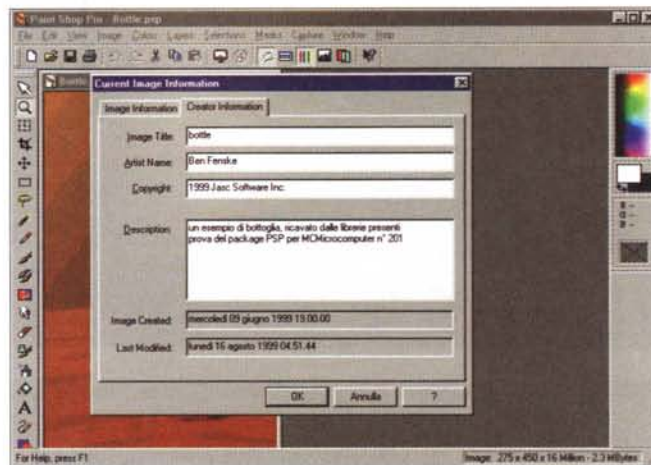 Paint Shop Pro - Bottle.psp
File Edit View Image Colors Layers Selections Masks Capture Window Help
Bottle
Current Image Information
Image Information Creator Information
Image Title: bottle
Artist Name: Ben Fenske
Copyright: 1999 Jasc Software Inc.
Description: un esempio di bottoglia, ricavato dalle librerie presenti
prova del package PSP per MCMicrocomputer n° 201
Image Created: mercoledì 09 giugno 1999 19.00.00
Last Modified: lunedì 16 agosto 1999 04.51.44
OK Annulla ?
For Help, press F1 Image: 275 x 450 x 16 Million - 2.3 MBytes